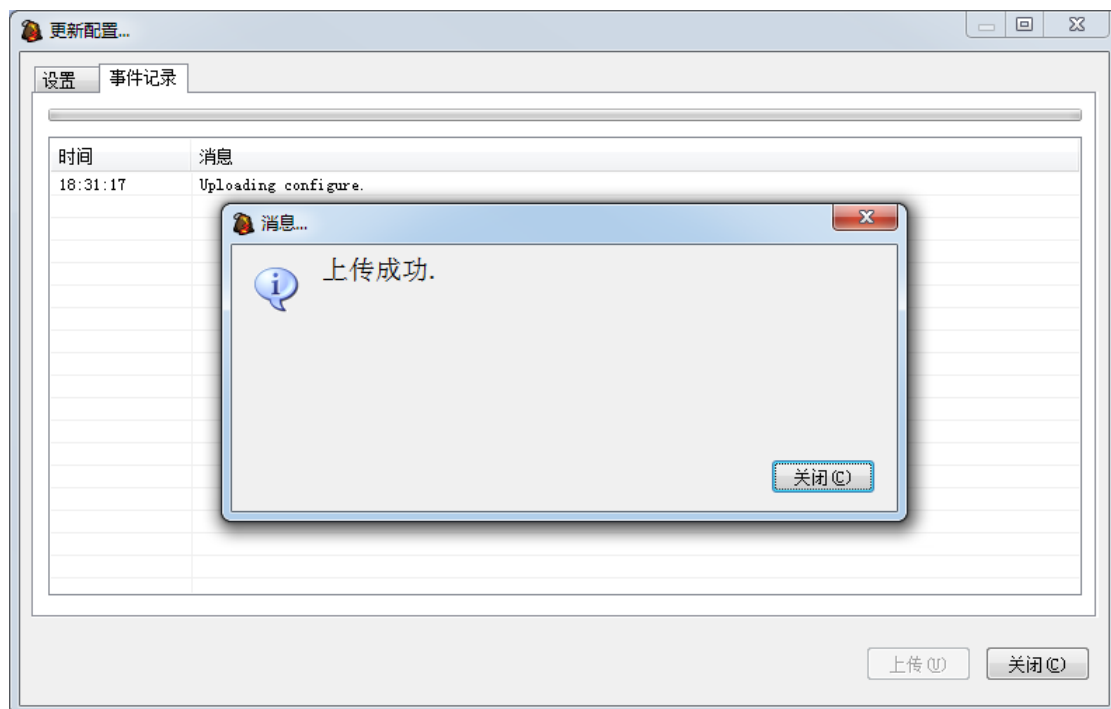 更新配置...
设置 事件记录
时间 消息
18:31:17 Uploading configure.
消息...
上传成功.
关闭(C)
上传(U) 关闭(C)